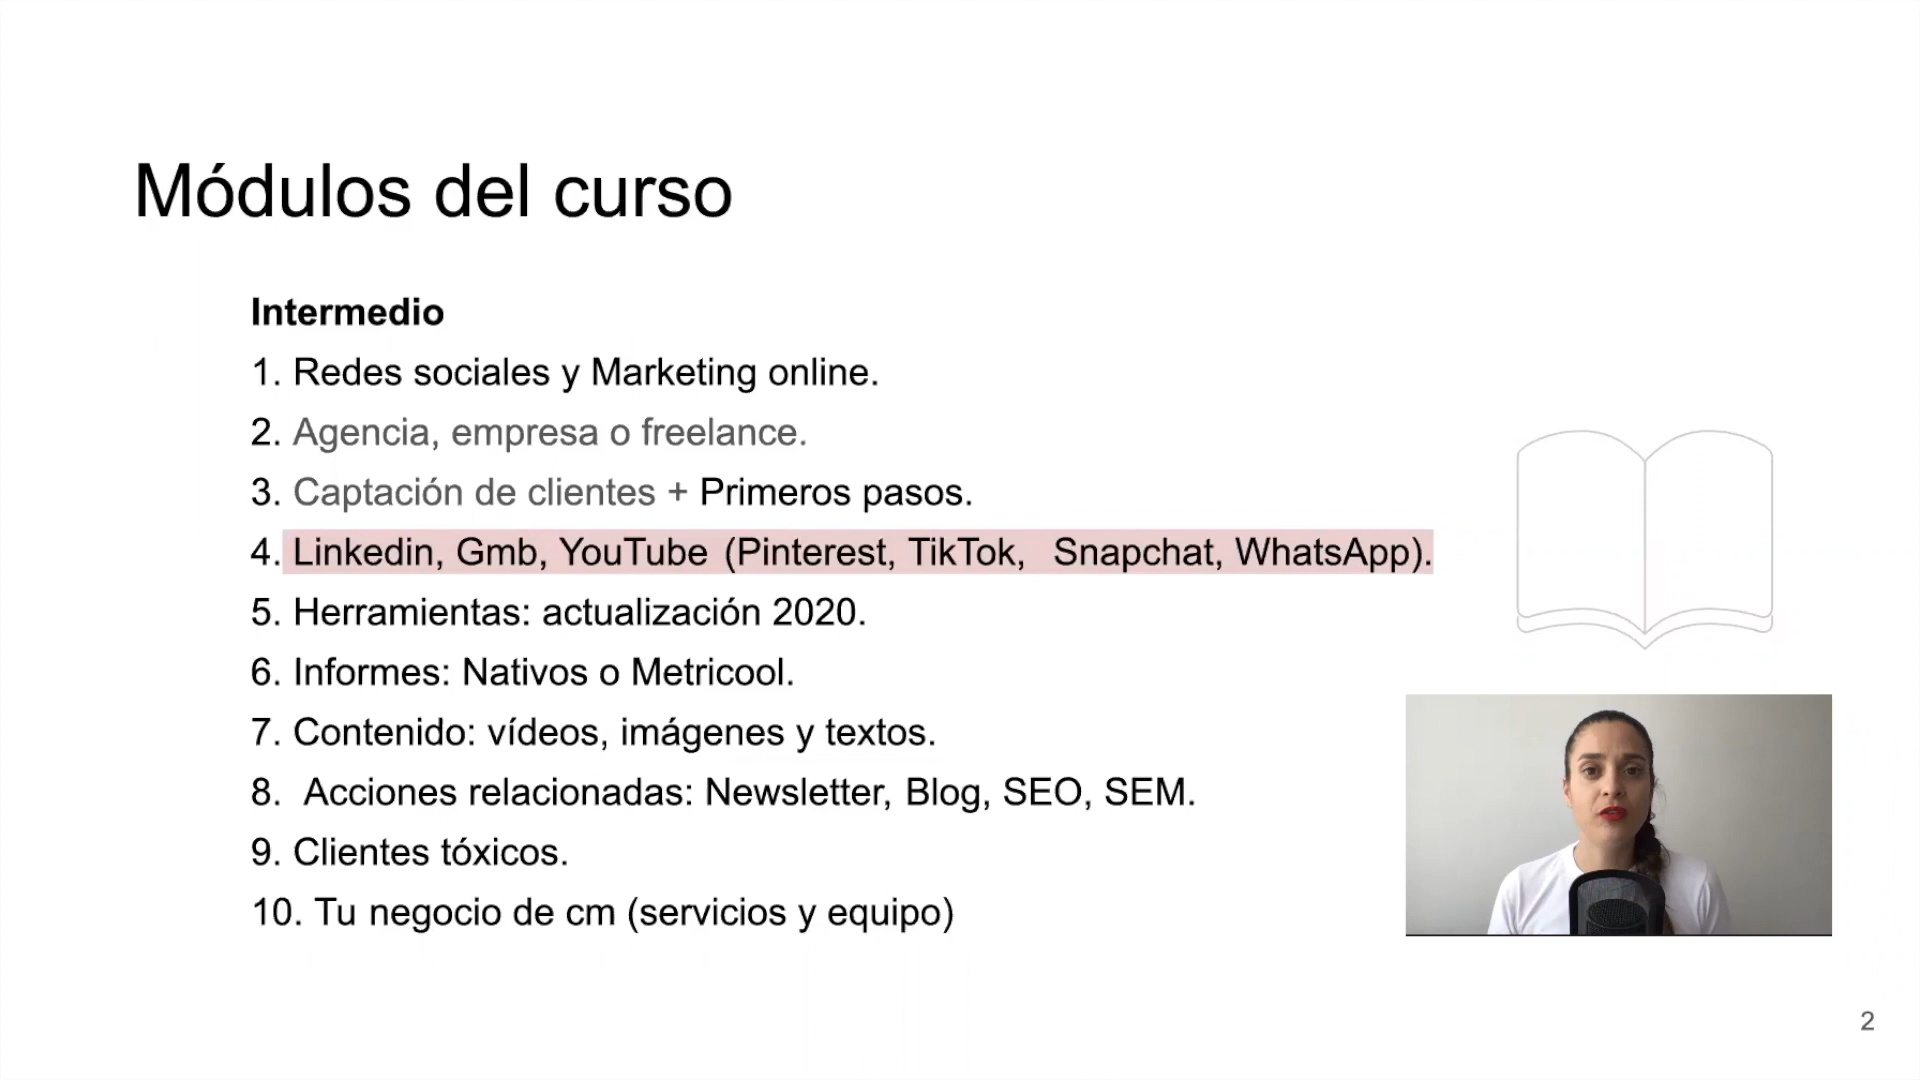 Módulos del curso
Intermedio
1. Redes sociales y Marketing online.
2. Agencia, empresa o freelance.
3. Captación de clientes + Primeros pasos.
4. Linkedin, Gmb, YouTube (Pinterest, TikTok, Snapchat, WhatsApp).
5. Herramientas: actualización 2020.
6. Informes: Nativos o Metricool.
7. Contenido: vídeos, imágenes y textos.
8. Acciones relacionadas: Newsletter, Blog, SEO, SEM.
9. Clientes tóxicos.
10. Tu negocio de cm (servicios y equipo)
2